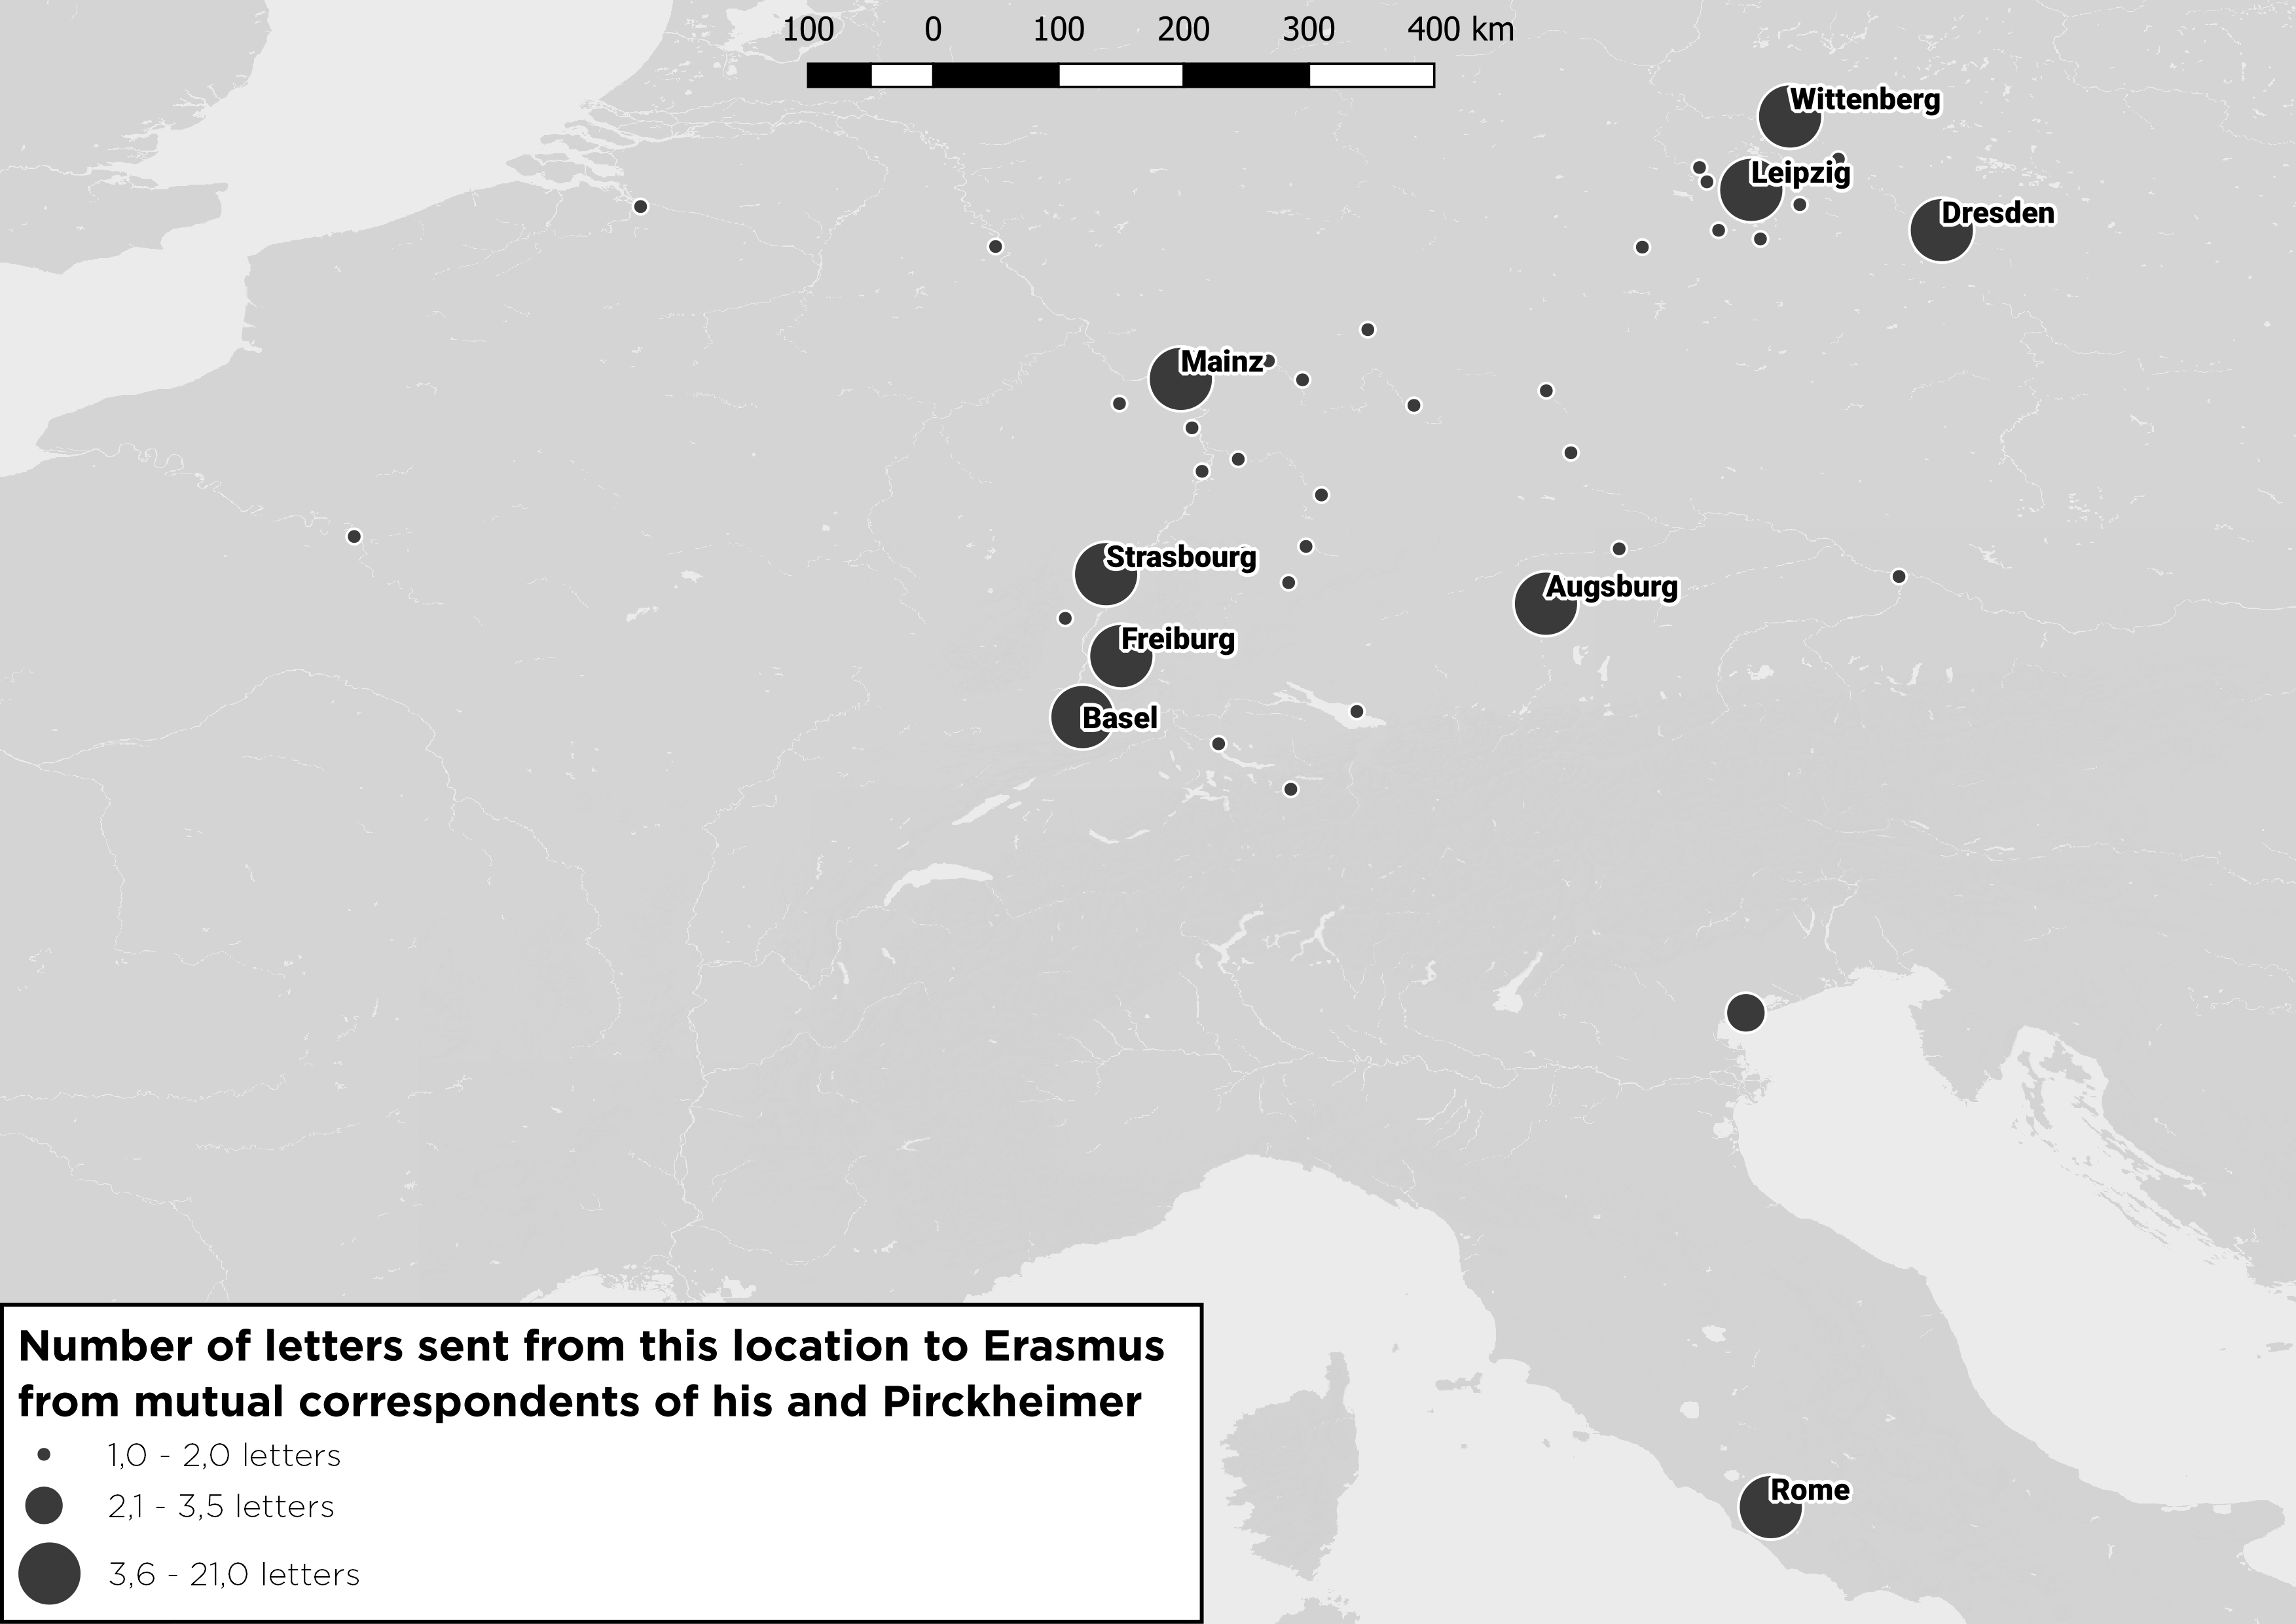 100 0 100 200 300 400 km
Wittenberg
Leipzig
Dresden
Mainz
Strasbourg
Augsburg
Freiburg
Basel
Rome
Number of letters sent from this location to Erasmus
from mutual correspondents of his and Pirckheimer
1,0 - 2,0 letters
2,1 - 3,5 letters
3,6 - 21,0 letters